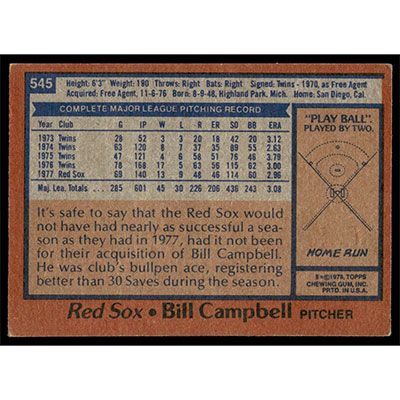 545
Height: 6'3" Weight: 190 Throws: Right Bats: Right Signed: Twins - 1970, as Free Agent
Acquired: Free Agent, 11-6-76 Born: 8-9-48, Highland Park, Mich. Home: San Diego, Cal.
COMPLETE MAJOR LEAGUE PITCHING RECORD
Year Club G IP W L R ER SO BB ERA
1973 Twins 28 52 3 3 20 18 42 20 3.12
1974 Twins 63 120 8 7 37 35 89 55 2.63
1975 Twins 47 121 4 6 58 51 76 46 3.79
1976 Twins 78 168 17 5 62 56 115 62 3.00
1977 Red Sox 69 140 13 9 48 46 114 60 2.96
Maj. Lea. Totals 285 601 45 30 226 206 436 243 3.08
It's safe to say that the Red Sox would
not have had nearly as successful a sea-
son as they had in 1977, had it not been
for their acquisition of Bill Campbell.
He was club's bullpen ace, registering
better than 30 Saves during the season.
"PLAY BALL"
PLAYED BY TWO.
HOME RUN
©1978, TOPPS
CHEWING GUM, INC.
PRTD. IN U.S.A.
Red Sox • Bill Campbell PITCHER